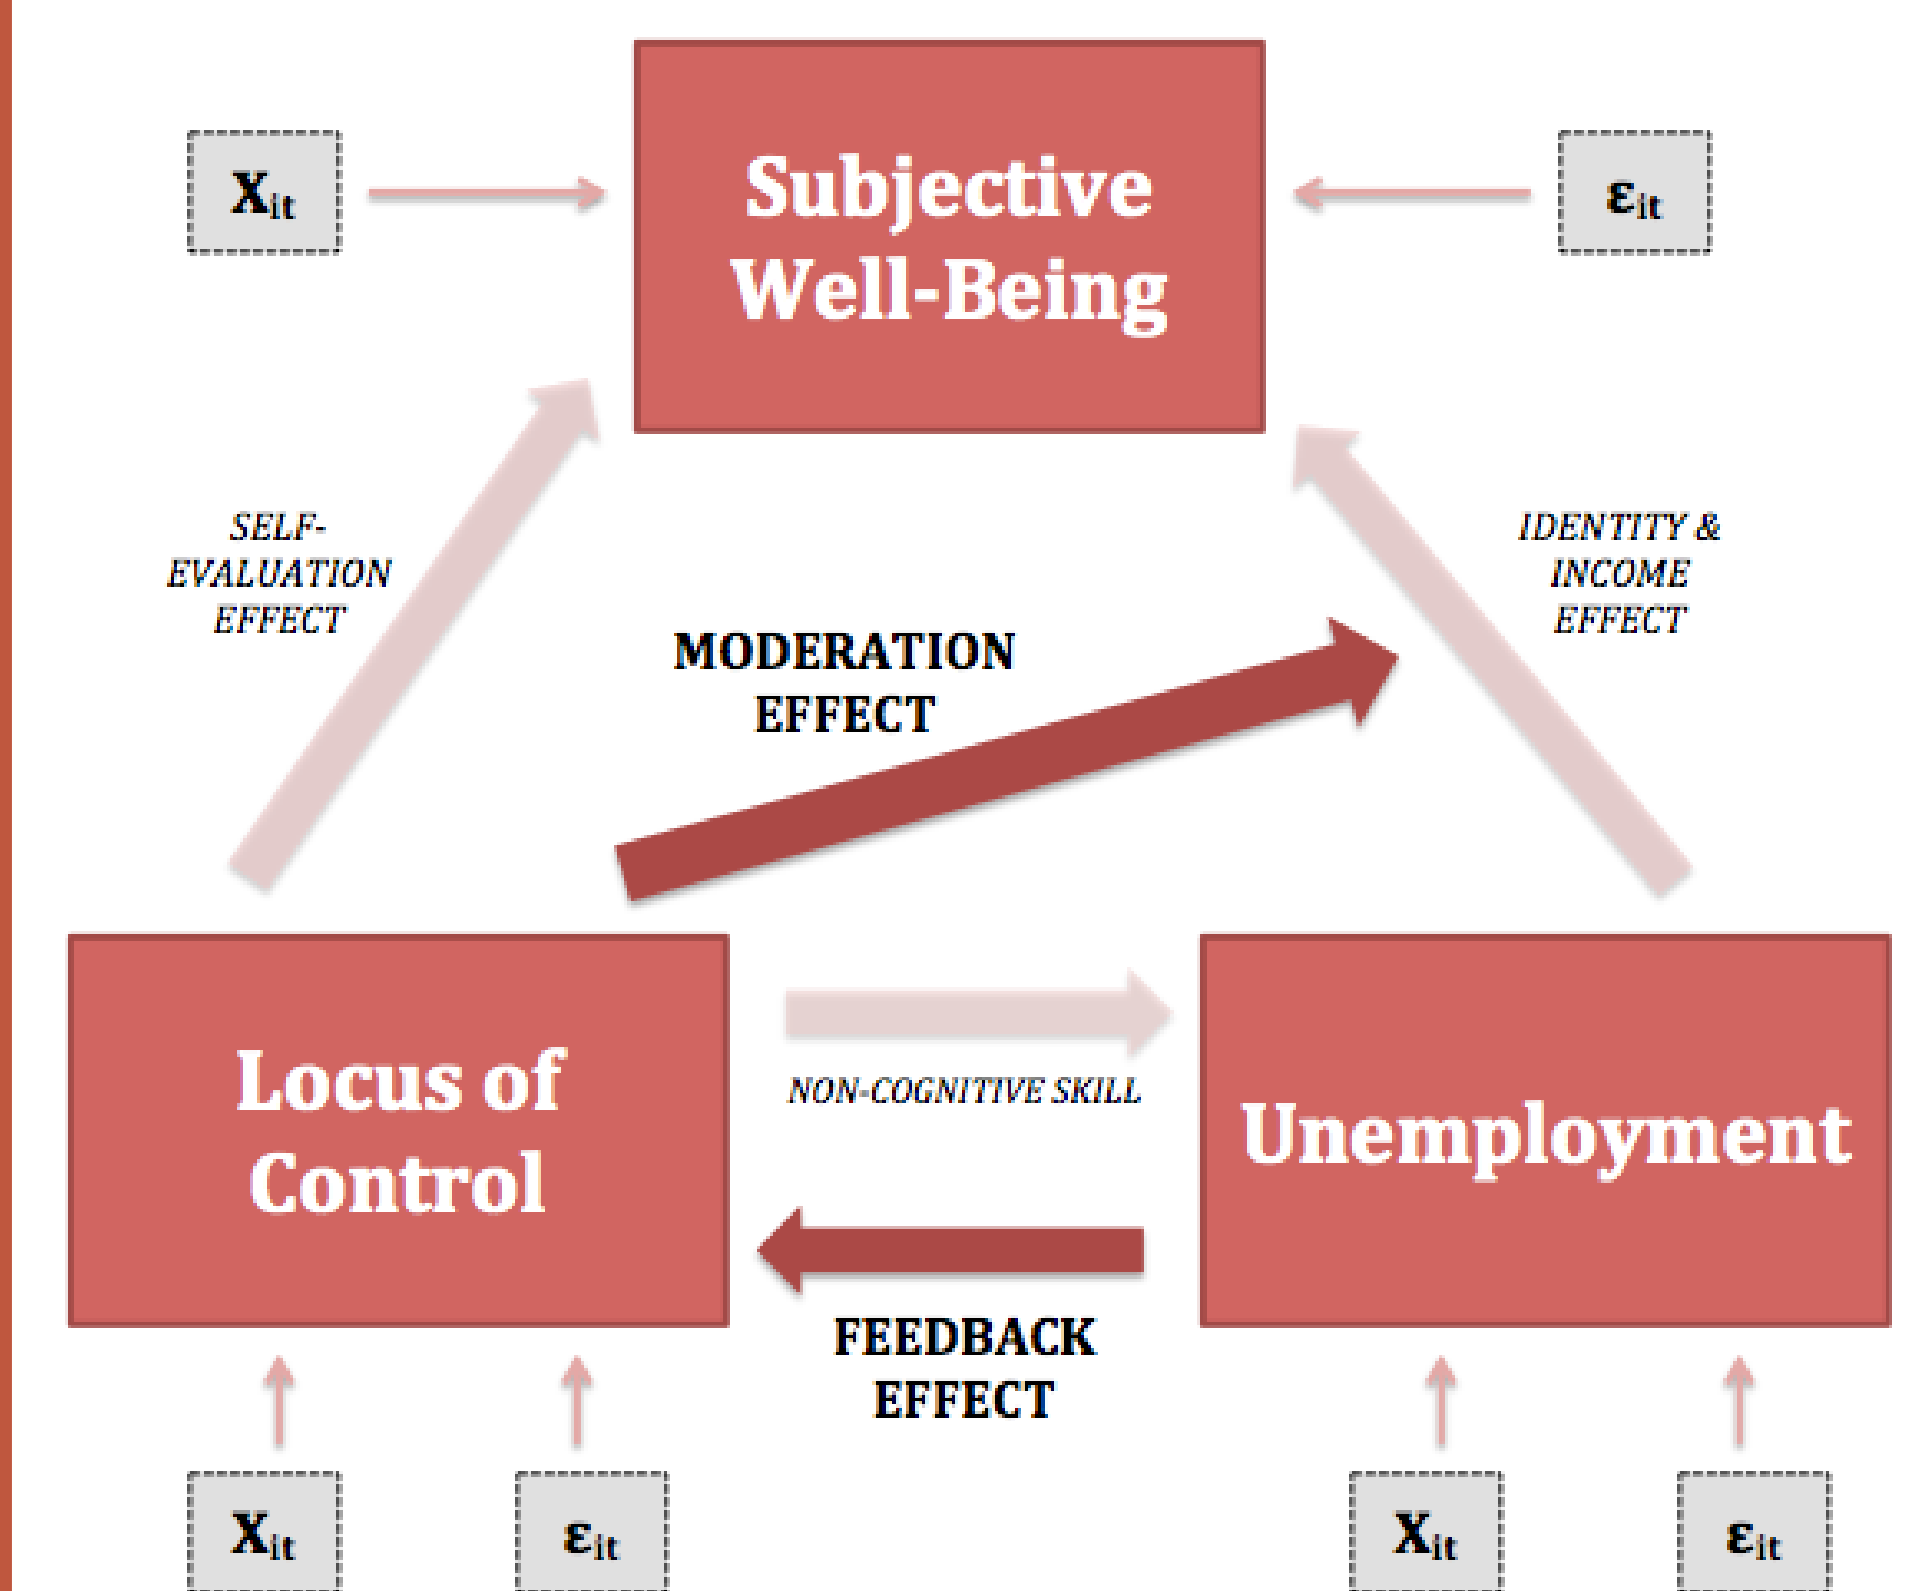 Subjective
Well-Being
Xit
εit
SELF-
EVALUATION
EFFECT
IDENTITY &
INCOME
EFFECT
MODERATION
EFFECT
Locus of
Control
NON-COGNITIVE SKILL
Unemployment
FEEDBACK
EFFECT
Xit
εit
Xit
εit